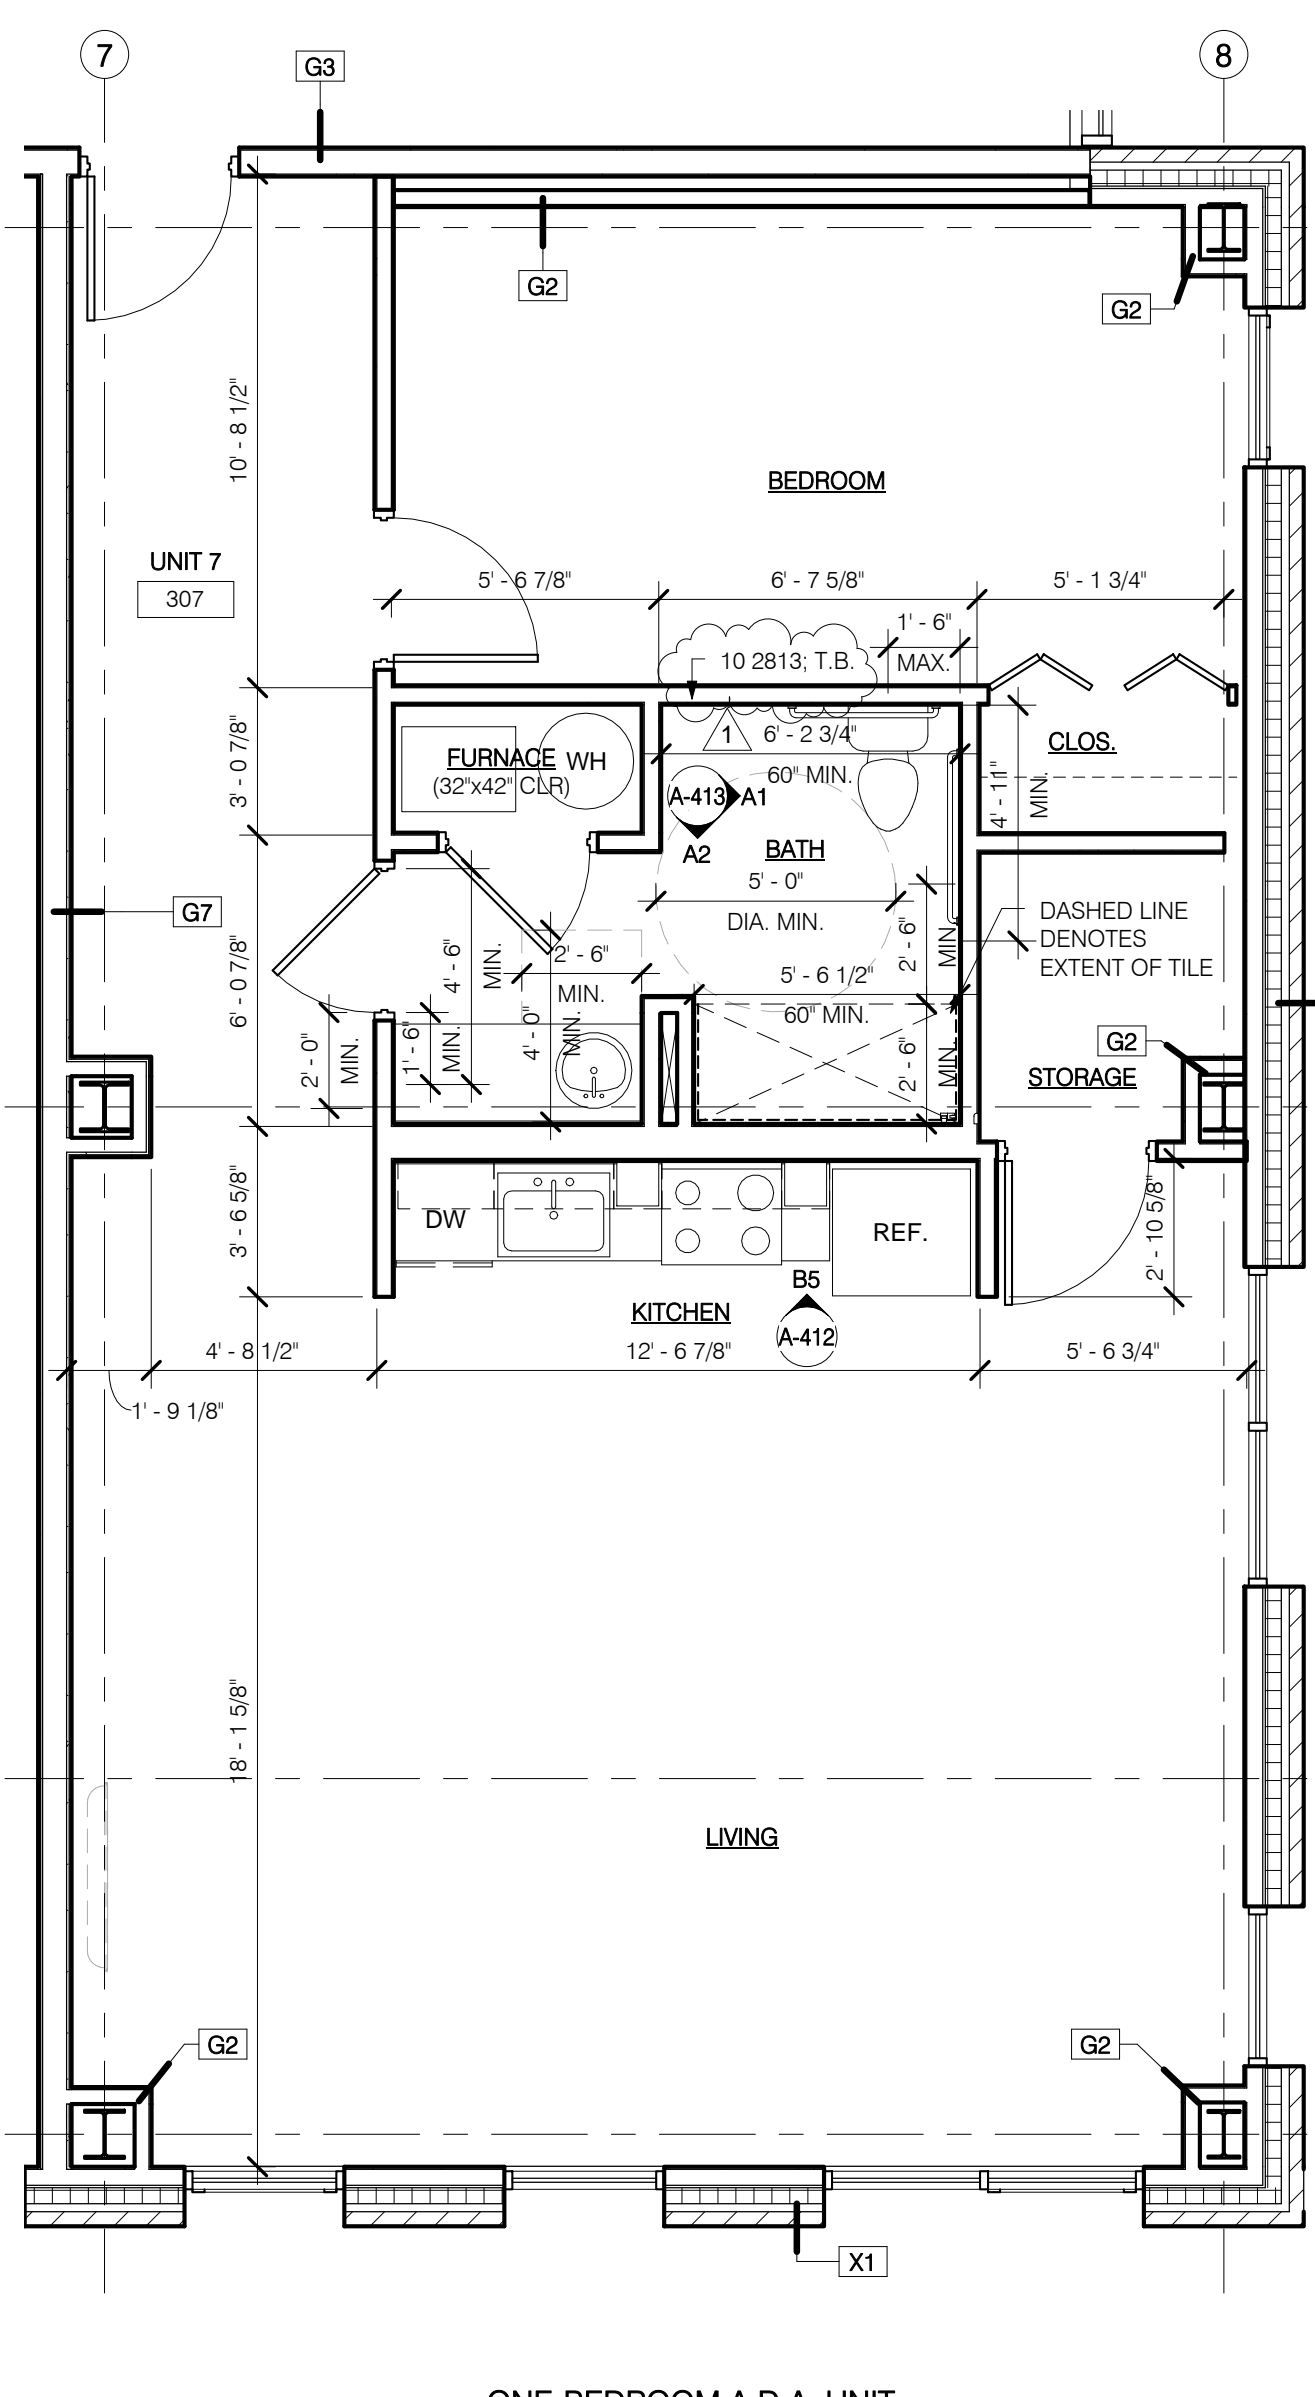 7
8
G3
G2
G2
10' - 8 1/2"
BEDROOM
UNIT 7
307
5' - 6 7/8"
6' - 7 5/8"
5' - 1 3/4"
1' - 6"
MAX.
10 2813; T.B.
1
6' - 2 3/4"
60" MIN.
FURNACE
(32"x42" CLR)
WH
CLOS.
3' - 0 7/8"
4' - 11"
MIN.
A-413
A1
A2
BATH
5' - 0"
DIA. MIN.
G7
DASHED LINE
DENOTES
EXTENT OF TILE
6' - 0 7/8"
4' - 6"
MIN.
2' - 6"
MIN.
2' - 6"
MIN.
5' - 6 1/2"
60" MIN.
2' - 0"
MIN.
1' - 6"
MIN.
4' - 0"
MIN.
2' - 6"
MIN.
G2
STORAGE
3' - 6 5/8"
DW
REF.
2' - 10 5/8"
B5
A-412
KITCHEN
4' - 8 1/2"
12' - 6 7/8"
5' - 6 3/4"
1' - 9 1/8"
18' - 1 5/8"
LIVING
G2
G2
X1
ONE BEDROOM A.D.A. UNIT